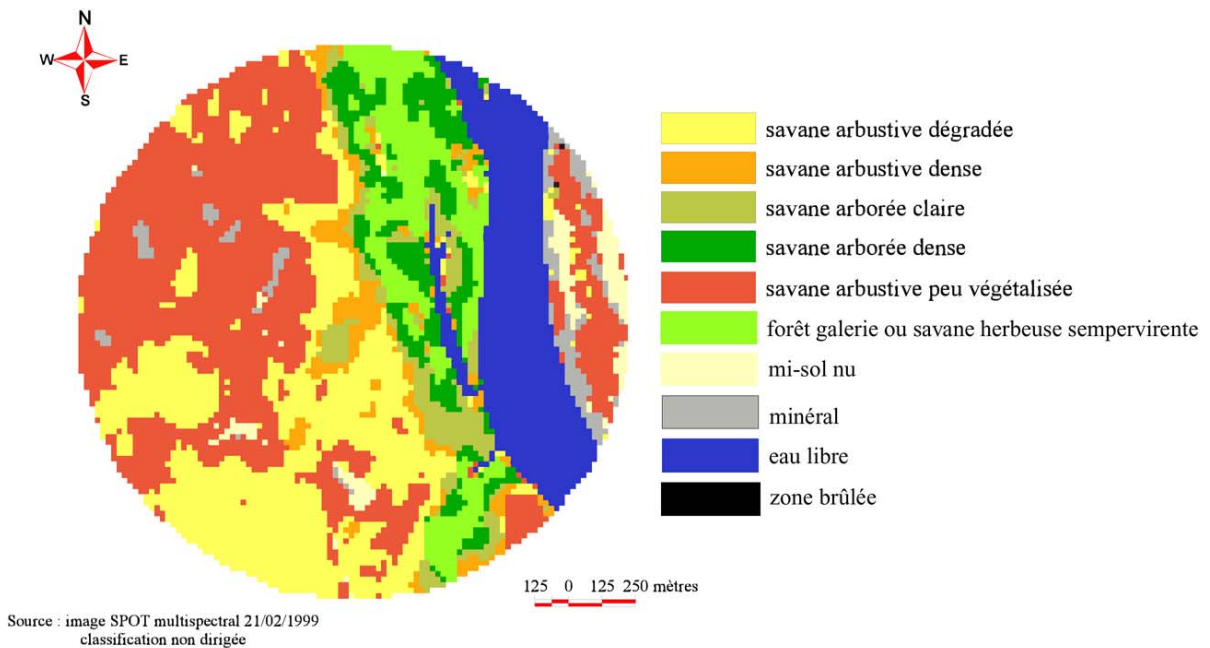 N
W E
S
savane arbustive dégradée
savane arbustive dense
savane arborée claire
savane arborée dense
savane arbustive peu végétalisée
forêt galerie ou savane herbeuse sempervirente
mi-sol nu
minéral
eau libre
zone brûlée
125 0 125 250 mètres
Source : image SPOT multispectral 21/02/1999
classification non dirigée